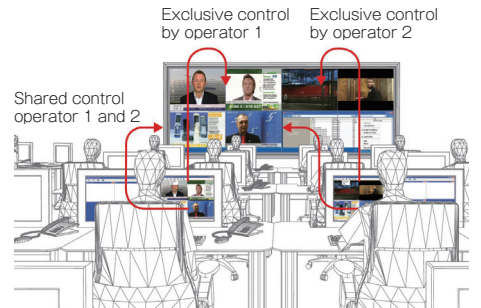 Exclusive control
by operator 1
Exclusive control
by operator 2
Shared control
operator 1 and 2